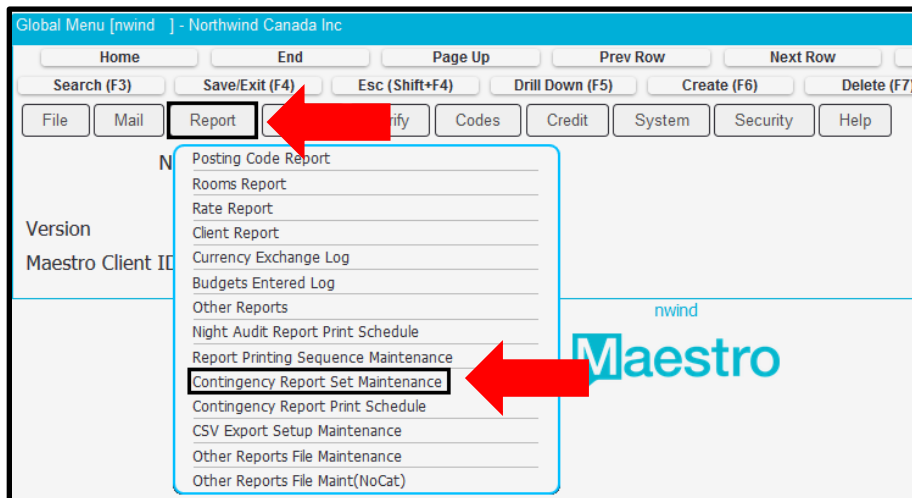 Global Menu [nwind ] - Northwind Canada Inc
Home End Page Up Prev Row Next Row
Search (F3) Save/Exit (F4) Esc (Shift+F4) Drill Down (F5) Create (F6) Delete (F7)
File Mail Report Codes Credit System Security Help
Posting Code Report
Rooms Report
Rate Report
Version
Client Report
Maestro Client ID
Currency Exchange Log
Budgets Entered Log
Other Reports
nwind
Night Audit Report Print Schedule
Maestro
Report Printing Sequence Maintenance
Contingency Report Set Maintenance
Contingency Report Print Schedule
CSV Export Setup Maintenance
Other Reports File Maintenance
Other Reports File Maint(NoCat)